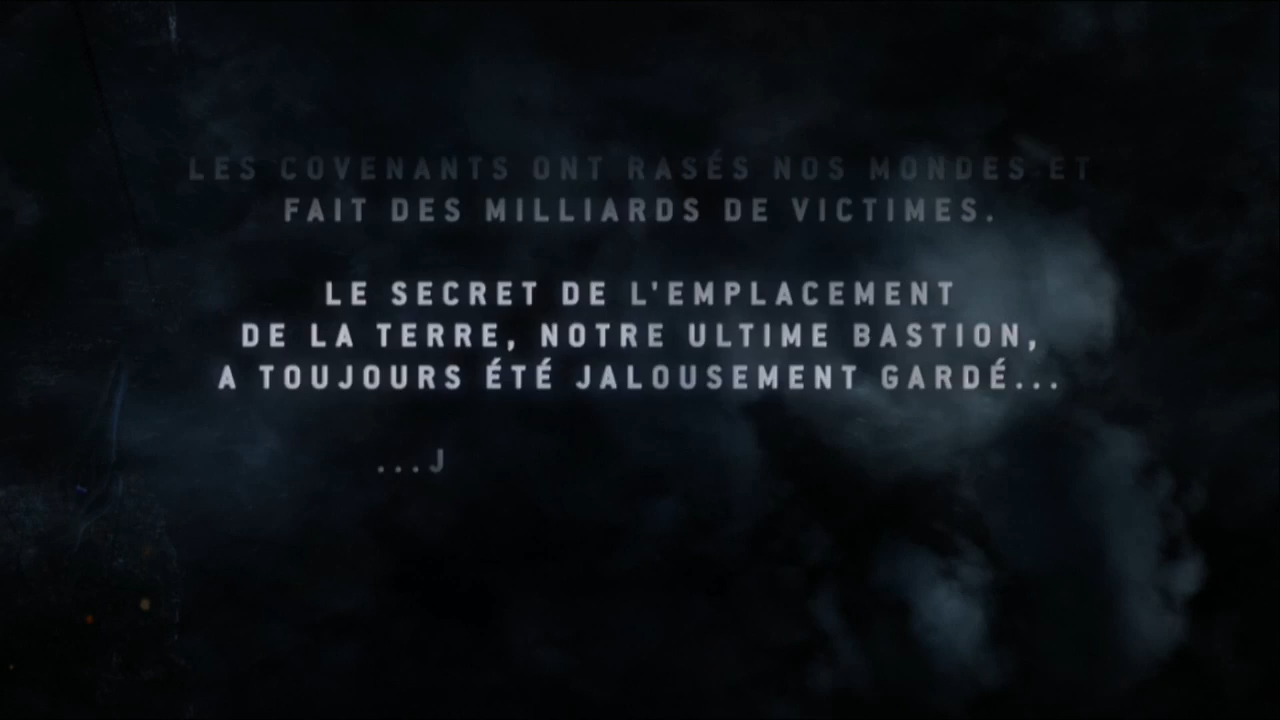 LES COVENANTS ONT RASÉS NOS MONDES ET
FAIT DES MILLIARDS DE VICTIMES.
LE SECRET DE L'EMPLACEMENT
DE LA TERRE, NOTRE ULTIME BASTION,
A TOUJOURS ÉTÉ JALOUSEMENT GARDÉ...
...J